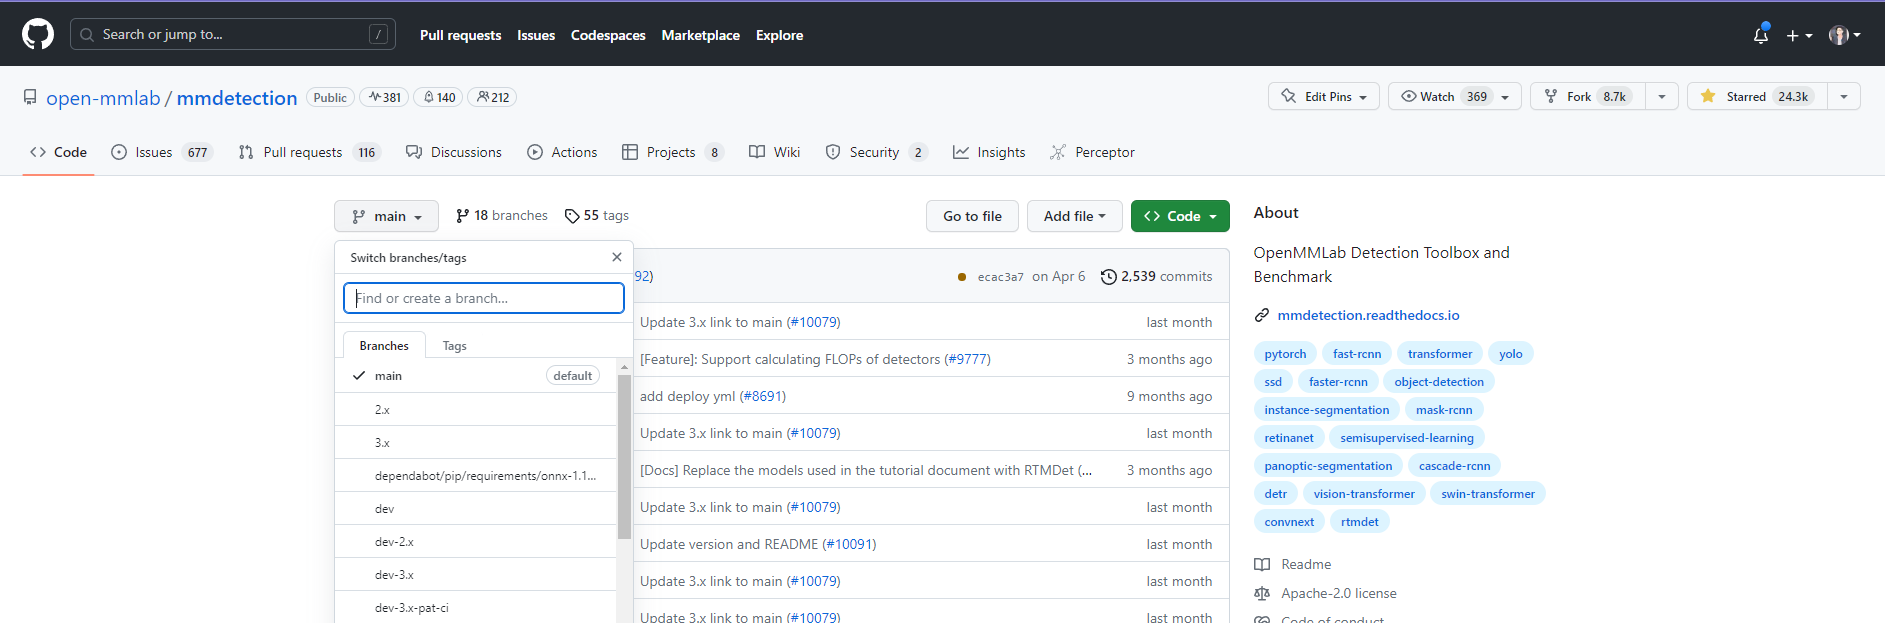 Search or jump to... /
Pull requests Issues Codespaces Marketplace Explore
open-mmlab / mmdetection Public 381 140 212
Edit Pins Watch 369 Fork 8.7k Starred 24.3k
Code Issues 677 Pull requests 116 Discussions Actions Projects 8 Wiki Security 2 Insights Perceptor
main 18 branches 55 tags
Go to file Add file Code
Switch branches/tags
Find or create a branch...
Branches Tags
main default
2.x
3.x
dependabot/pip/requirements/onnx-1.1...
dev
dev-2.x
dev-3.x
dev-3.x-pat-ci
92) ecac3a7 on Apr 6 2,539 commits
Update 3.x link to main (#10079) last month
[Feature]: Support calculating FLOPs of detectors (#9777) 3 months ago
add deploy yml (#8691) 9 months ago
Update 3.x link to main (#10079) last month
[Docs] Replace the models used in the tutorial document with RTMDet (... 3 months ago
Update 3.x link to main (#10079) last month
Update version and README (#10091) last month
Update 3.x link to main (#10079) last month
Update 3.x link to main (#10079) last month
About
OpenMMLab Detection Toolbox and
Benchmark
mmdetection.readthedocs.io
pytorch fast-rcnn transformer yolo
ssd faster-rcnn object-detection
instance-segmentation mask-rcnn
retinanet semisupervised-learning
panoptic-segmentation cascade-rcnn
detr vision-transformer swin-transformer
convnext rtmdet
Readme
Apache-2.0 license
Code of conduct